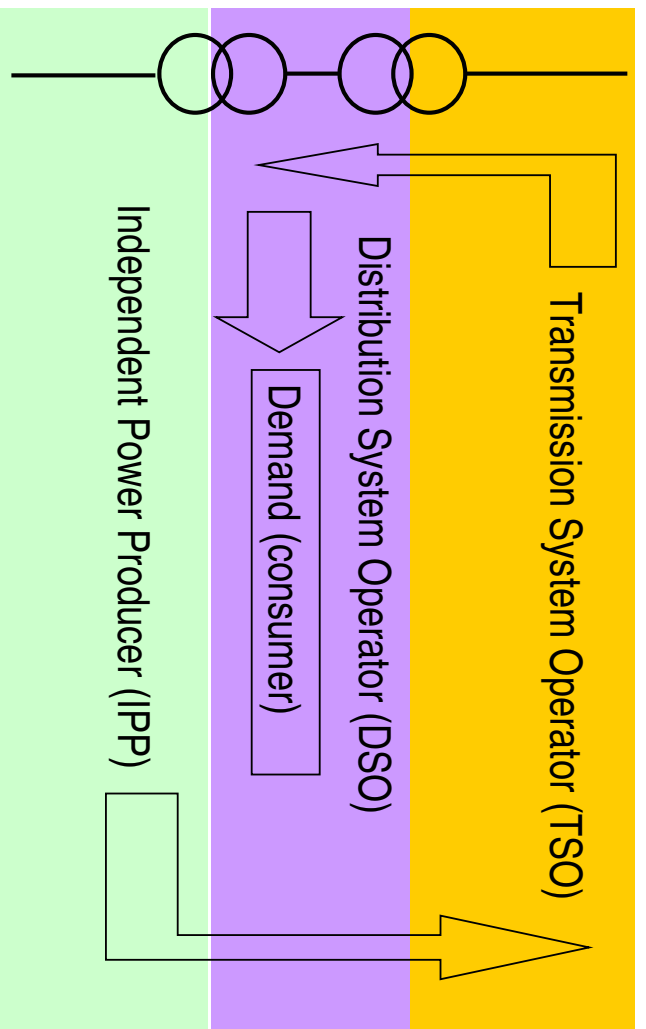 Transmission System Operator (TSO)
Distribution System Operator (DSO)
Demand (consumer)
Independent Power Producer (IPP)